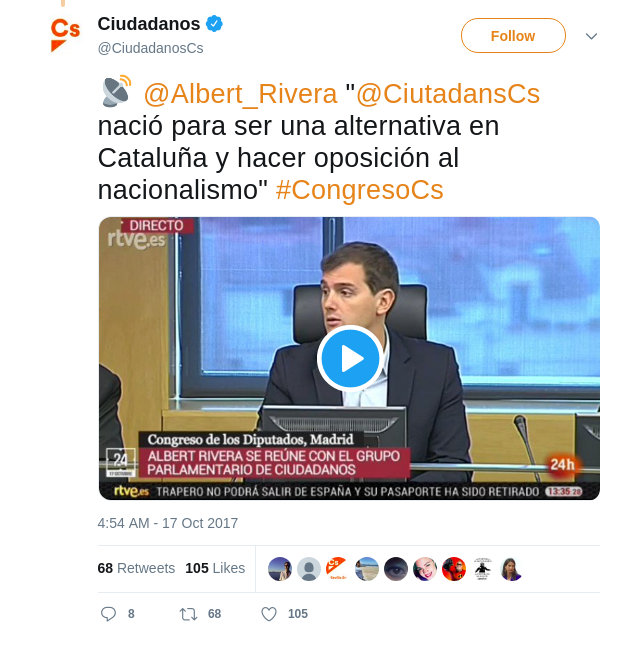 Cs
Ciudadanos
@CiudadanosCs
Follow
@Albert_Rivera "@CiutadansCs
nació para ser una alternativa en
Cataluña y hacer oposición al
nacionalismo" #CongresoCs
DIRECTO
rtve.es
Congreso de los Diputados, Madrid
24
ALBERT RIVERA SE REÚNE CON EL GRUPO
PARLAMENTARIO DE CIUDADANOS
24h
rtve.es TRAPERO NO PODRÁ SALIR DE ESPAÑA Y SU PASAPORTE HA SIDO RETIRADO 13:35 28
4:54 AM - 17 Oct 2017
68 Retweets 105 Likes
Cs
8 68 105